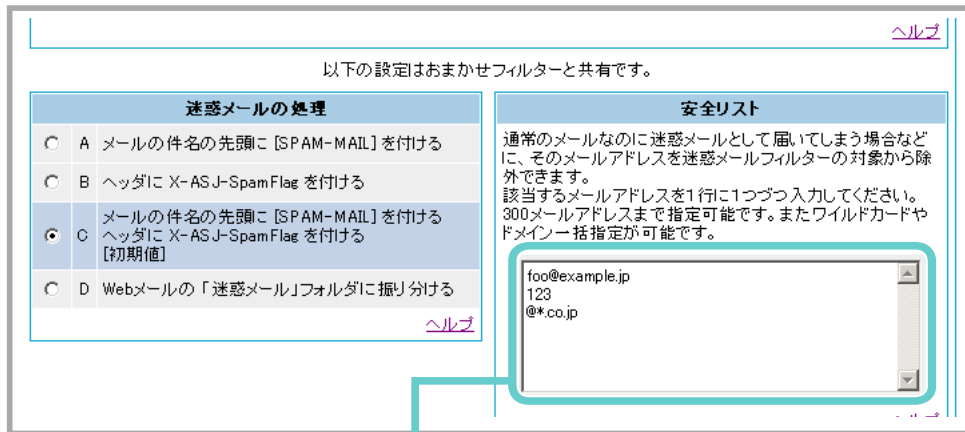 ヘルプ
以下の設定はおまかせフィルターと共有です。
迷惑メールの処理
A メールの件名の先頭に [SPAM-MAIL] を付ける
B ヘッダに X-ASJ-SpamFlag を付ける
C メールの件名の先頭に [SPAM-MAIL] を付ける
ヘッダに X-ASJ-SpamFlag を付ける
[初期値]
D Webメールの「迷惑メール」フォルダに振り分ける
ヘルプ
安全リスト
通常のメールなのに迷惑メールとして届いてしまう場合など
に、そのメールアドレスを迷惑メールフィルターの対象から除
外できます。
該当するメールアドレスを1行に1つづつ入力してください。
300メールアドレスまで指定可能です。またワイルドカードや
ドメイン一括指定が可能です。
foo@example.jp
123
@*.co.jp